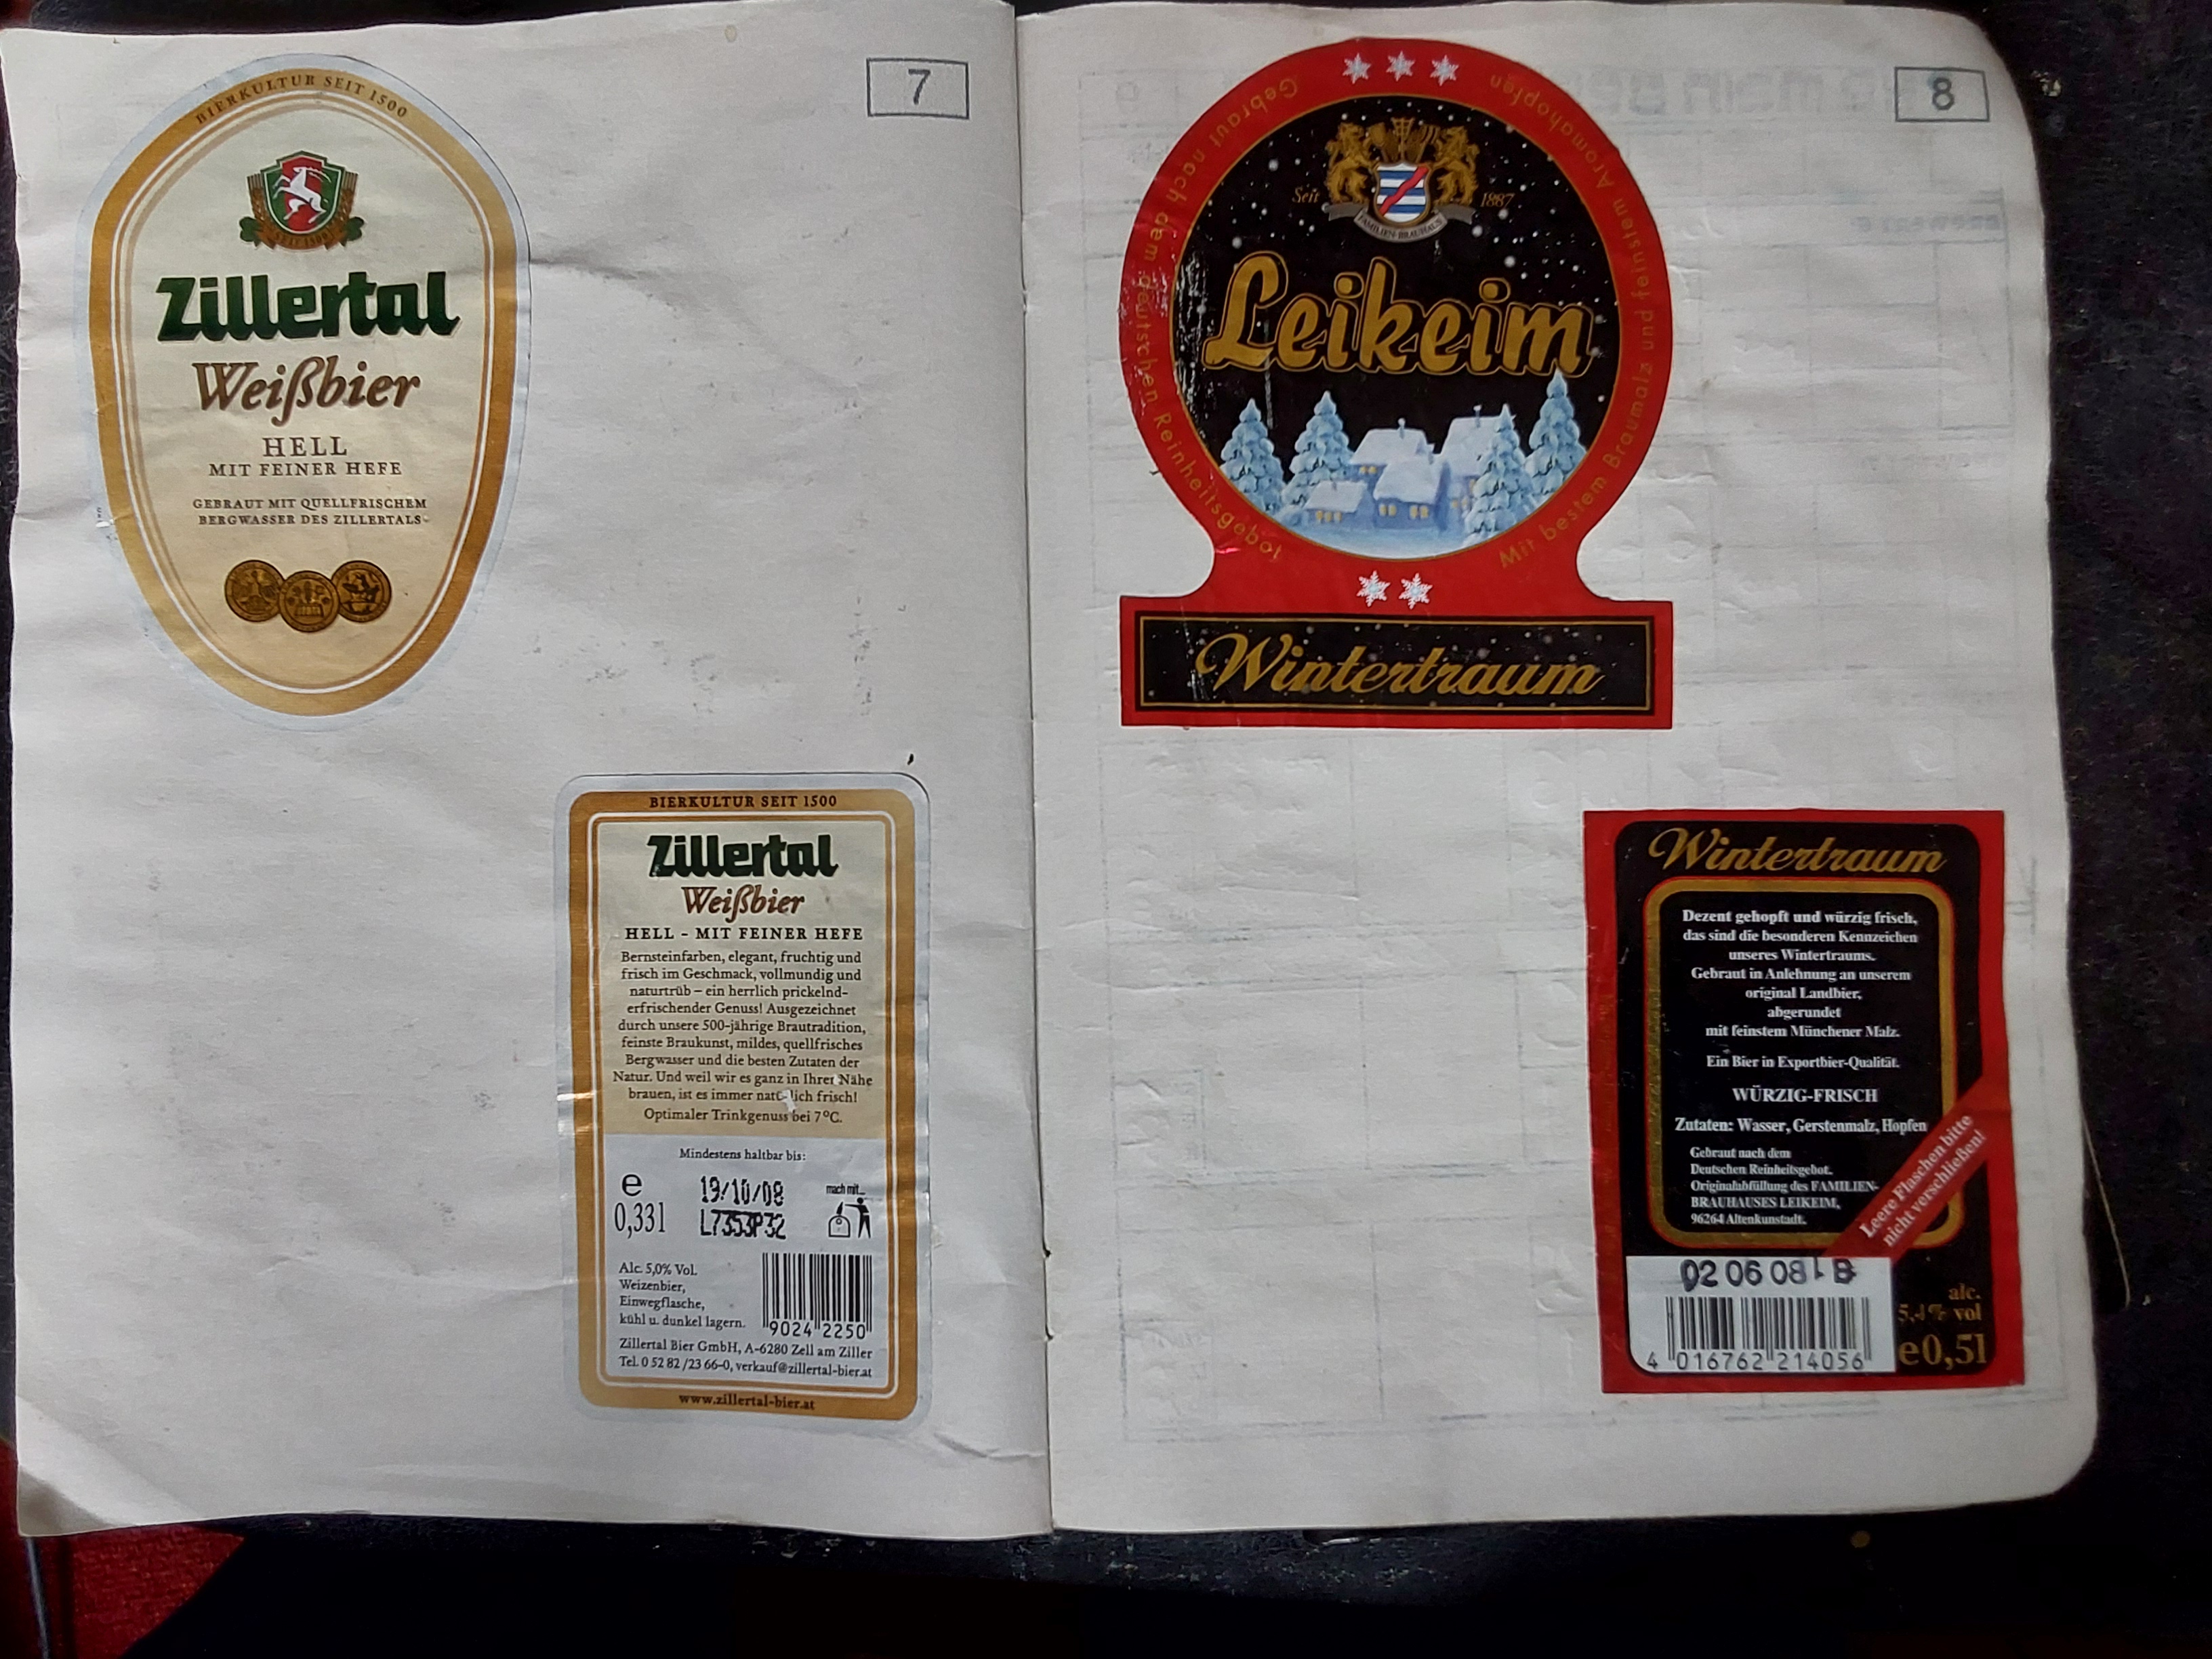 7
BIERKULTUR SEIT 1500
SEIT 1500
Zillertal
Weißbier
HELL
MIT FEINER HEFE
GEBRAUT MIT QUELLFRISCHEM
BERGWASSER DES ZILLERTALS
BIERKULTUR SEIT 1500
Zillertal
Weißbier
HELL – MIT FEINER HEFE
Bernsteinfarben, elegant, fruchtig und
frisch im Geschmack, vollmundig und
naturtrüb – ein herrlich prickelnd-
erfrischender Genuss! Ausgezeichnet
durch unsere 500-jährige Brautradition,
feinste Braukunst, mildes, quellfrisches
Bergwasser und die besten Zutaten der
Natur. Und weil wir es ganz in Ihrer Nähe
brauen, ist es immer frisch!
Optimaler Trinkgenuss bei 7°C.
Mindestens haltbar bis:
e
0,33l
19/10/08
L7353P32
mach mit...
Alc. 5,0% Vol.
Weizenbier,
Einwegflasche,
kühl u. dunkel lagern.
9024 2250
Zillertal Bier GmbH, A-6280 Zell am Ziller
Tel. 0 52 82 /23 66-0, verkauf@zillertal-bier.at
www.zillertal-bier.at
8
Gebraut nach dem deutschen Reinheitsgebot
Mit bestem Braumalz und feinstem Aromahopfen
Seit 1887
FAMILIEN-BRAUHAUS
Leikeim
Wintertraum
Wintertraum
Dezent gehopft und würzig frisch,
das sind die besonderen Kennzeichen
unseres Wintertraums.
Gebraut in Anlehnung an unserem
original Landbier,
abgerundet
mit feinstem Münchener Malz.
Ein Bier in Exportbier-Qualität.
WÜRZIG-FRISCH
Zutaten: Wasser, Gerstenmalz, Hopfen
Gebraut nach dem
Deutschen Reinheitsgebot.
Originalabfüllung des FAMILIEN-
BRAUHAUSES LEIKEIM,
96264 Altenkunstadt.
Leere Flaschen bitte
nicht verschließen!
02 06 08
alc.
5,4% vol
e0,5l
4 016762 214056